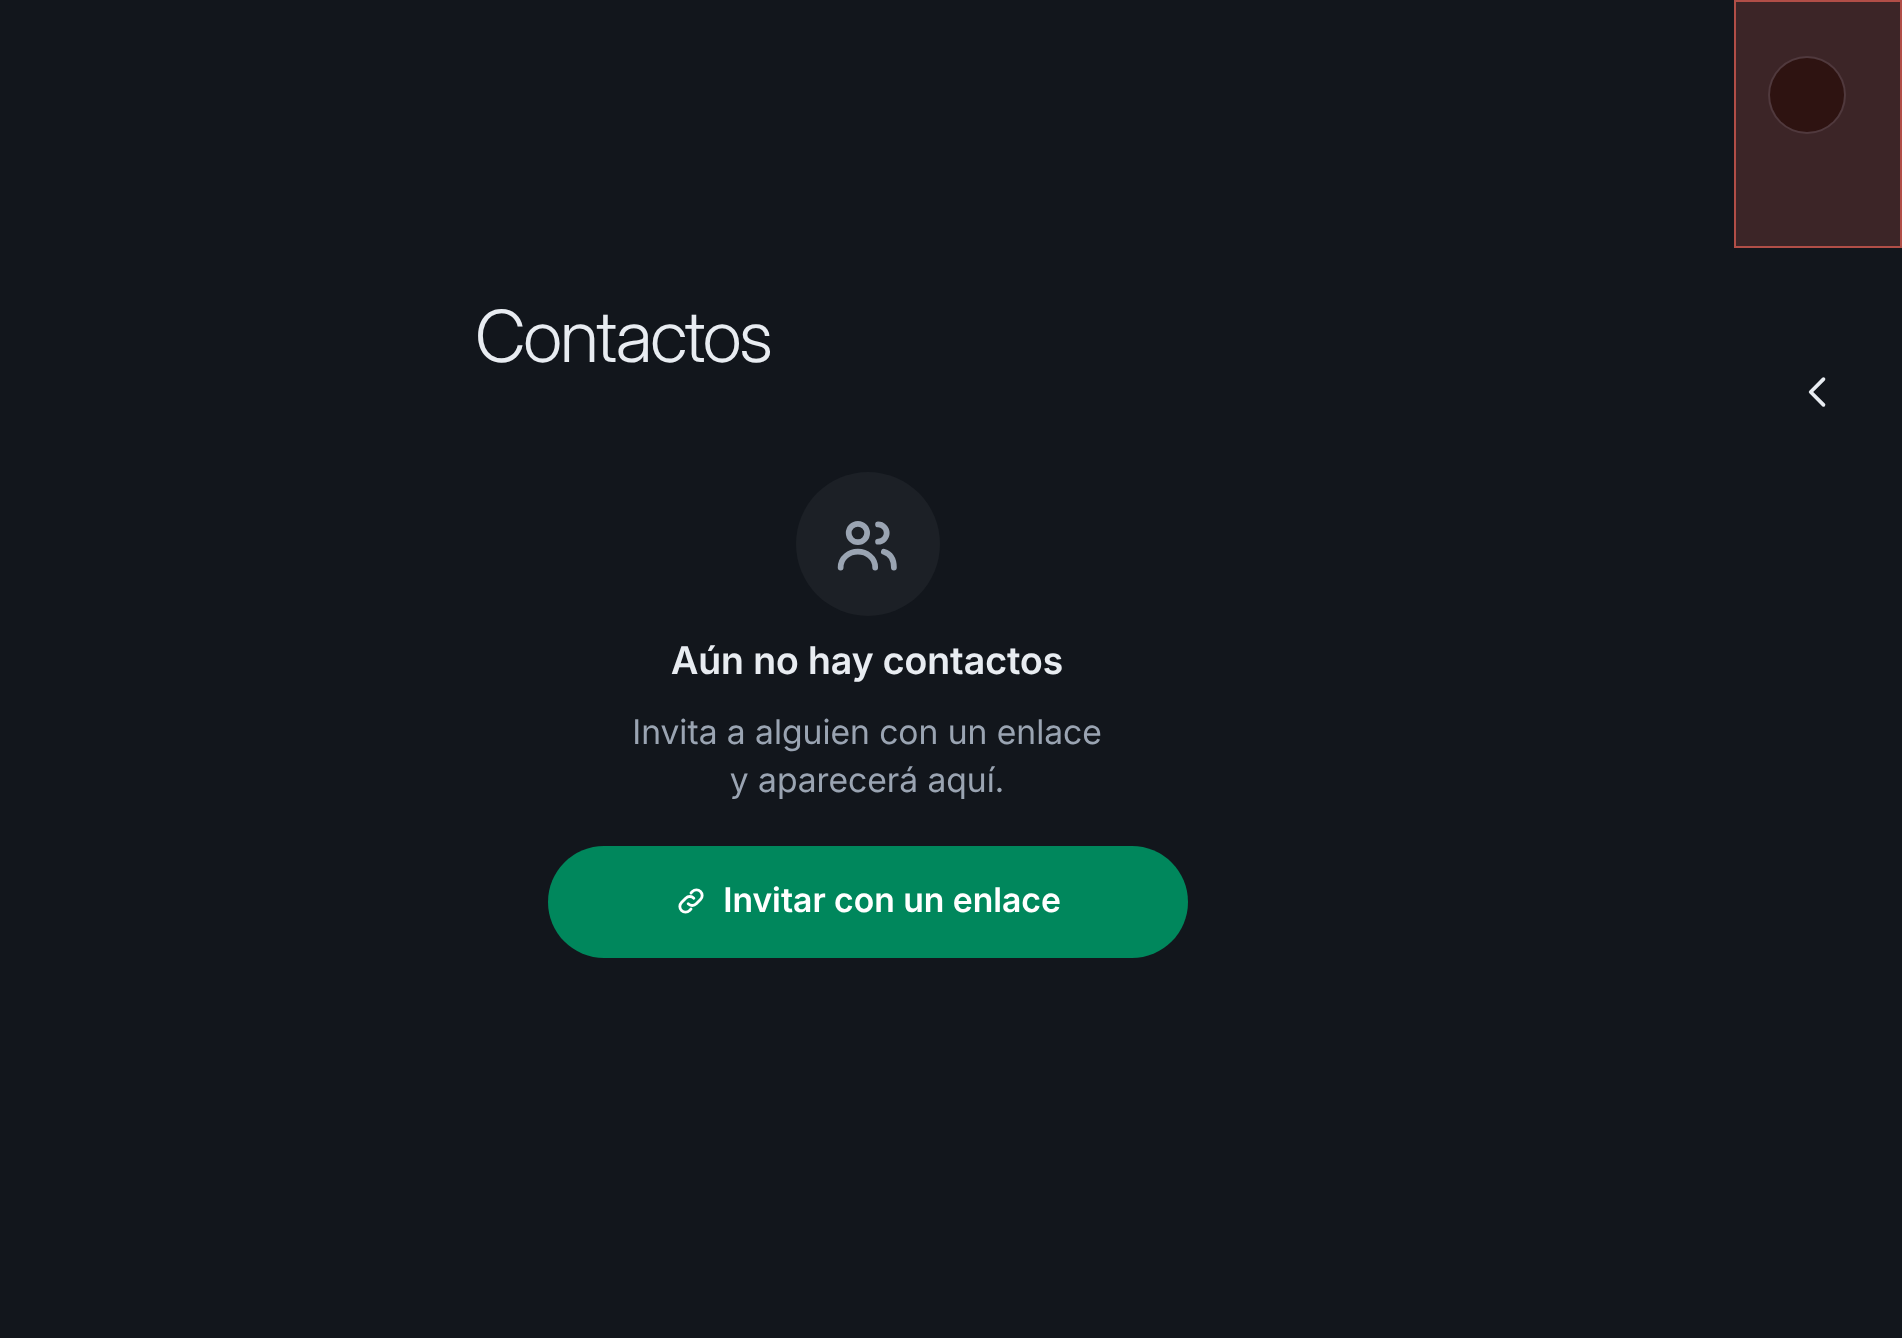 Contactos
Aún no hay contactos
Invita a alguien con un enlace
y aparecerá aquí.
Invitar con un enlace